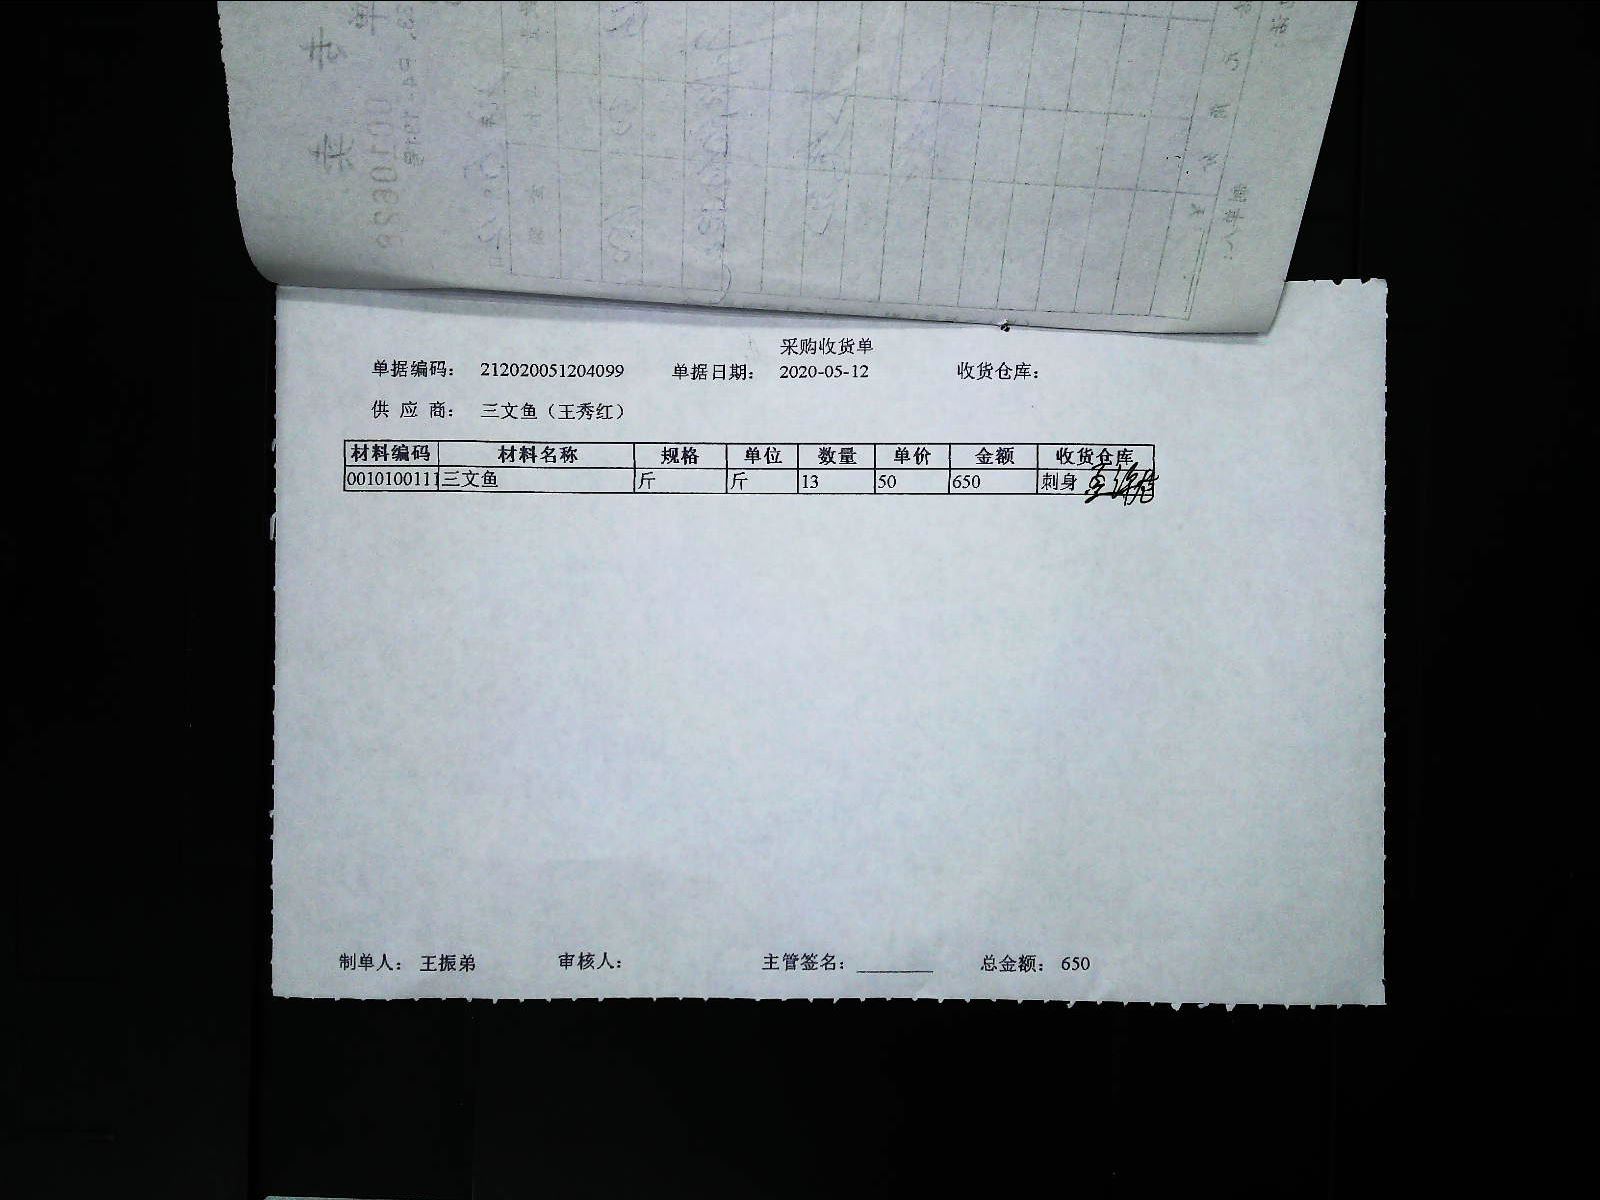 采购收货单
单据编码： 212020051204099 单据日期： 2020-05-12 收货仓库：
供 应 商： 三文鱼（王秀红）
材料编码 材料名称 规格 单位 数量 单价 金额 收货仓库
0010100111 三文鱼 斤 斤 13 50 650 刺身
制单人： 王振弟 审核人： 主管签名： 总金额： 650